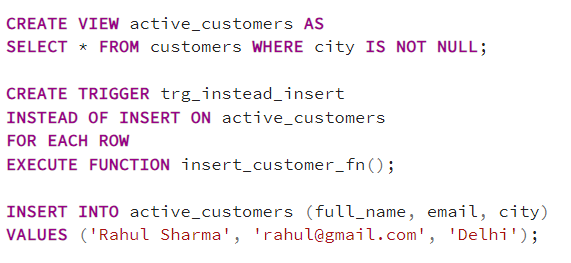 CREATE VIEW active_customers AS
SELECT * FROM customers WHERE city IS NOT NULL;
CREATE TRIGGER trg_instead_insert
INSTEAD OF INSERT ON active_customers
FOR EACH ROW
EXECUTE FUNCTION insert_customer_fn();
INSERT INTO active_customers (full_name, email, city)
VALUES ('Rahul Sharma', 'rahul@gmail.com', 'Delhi');